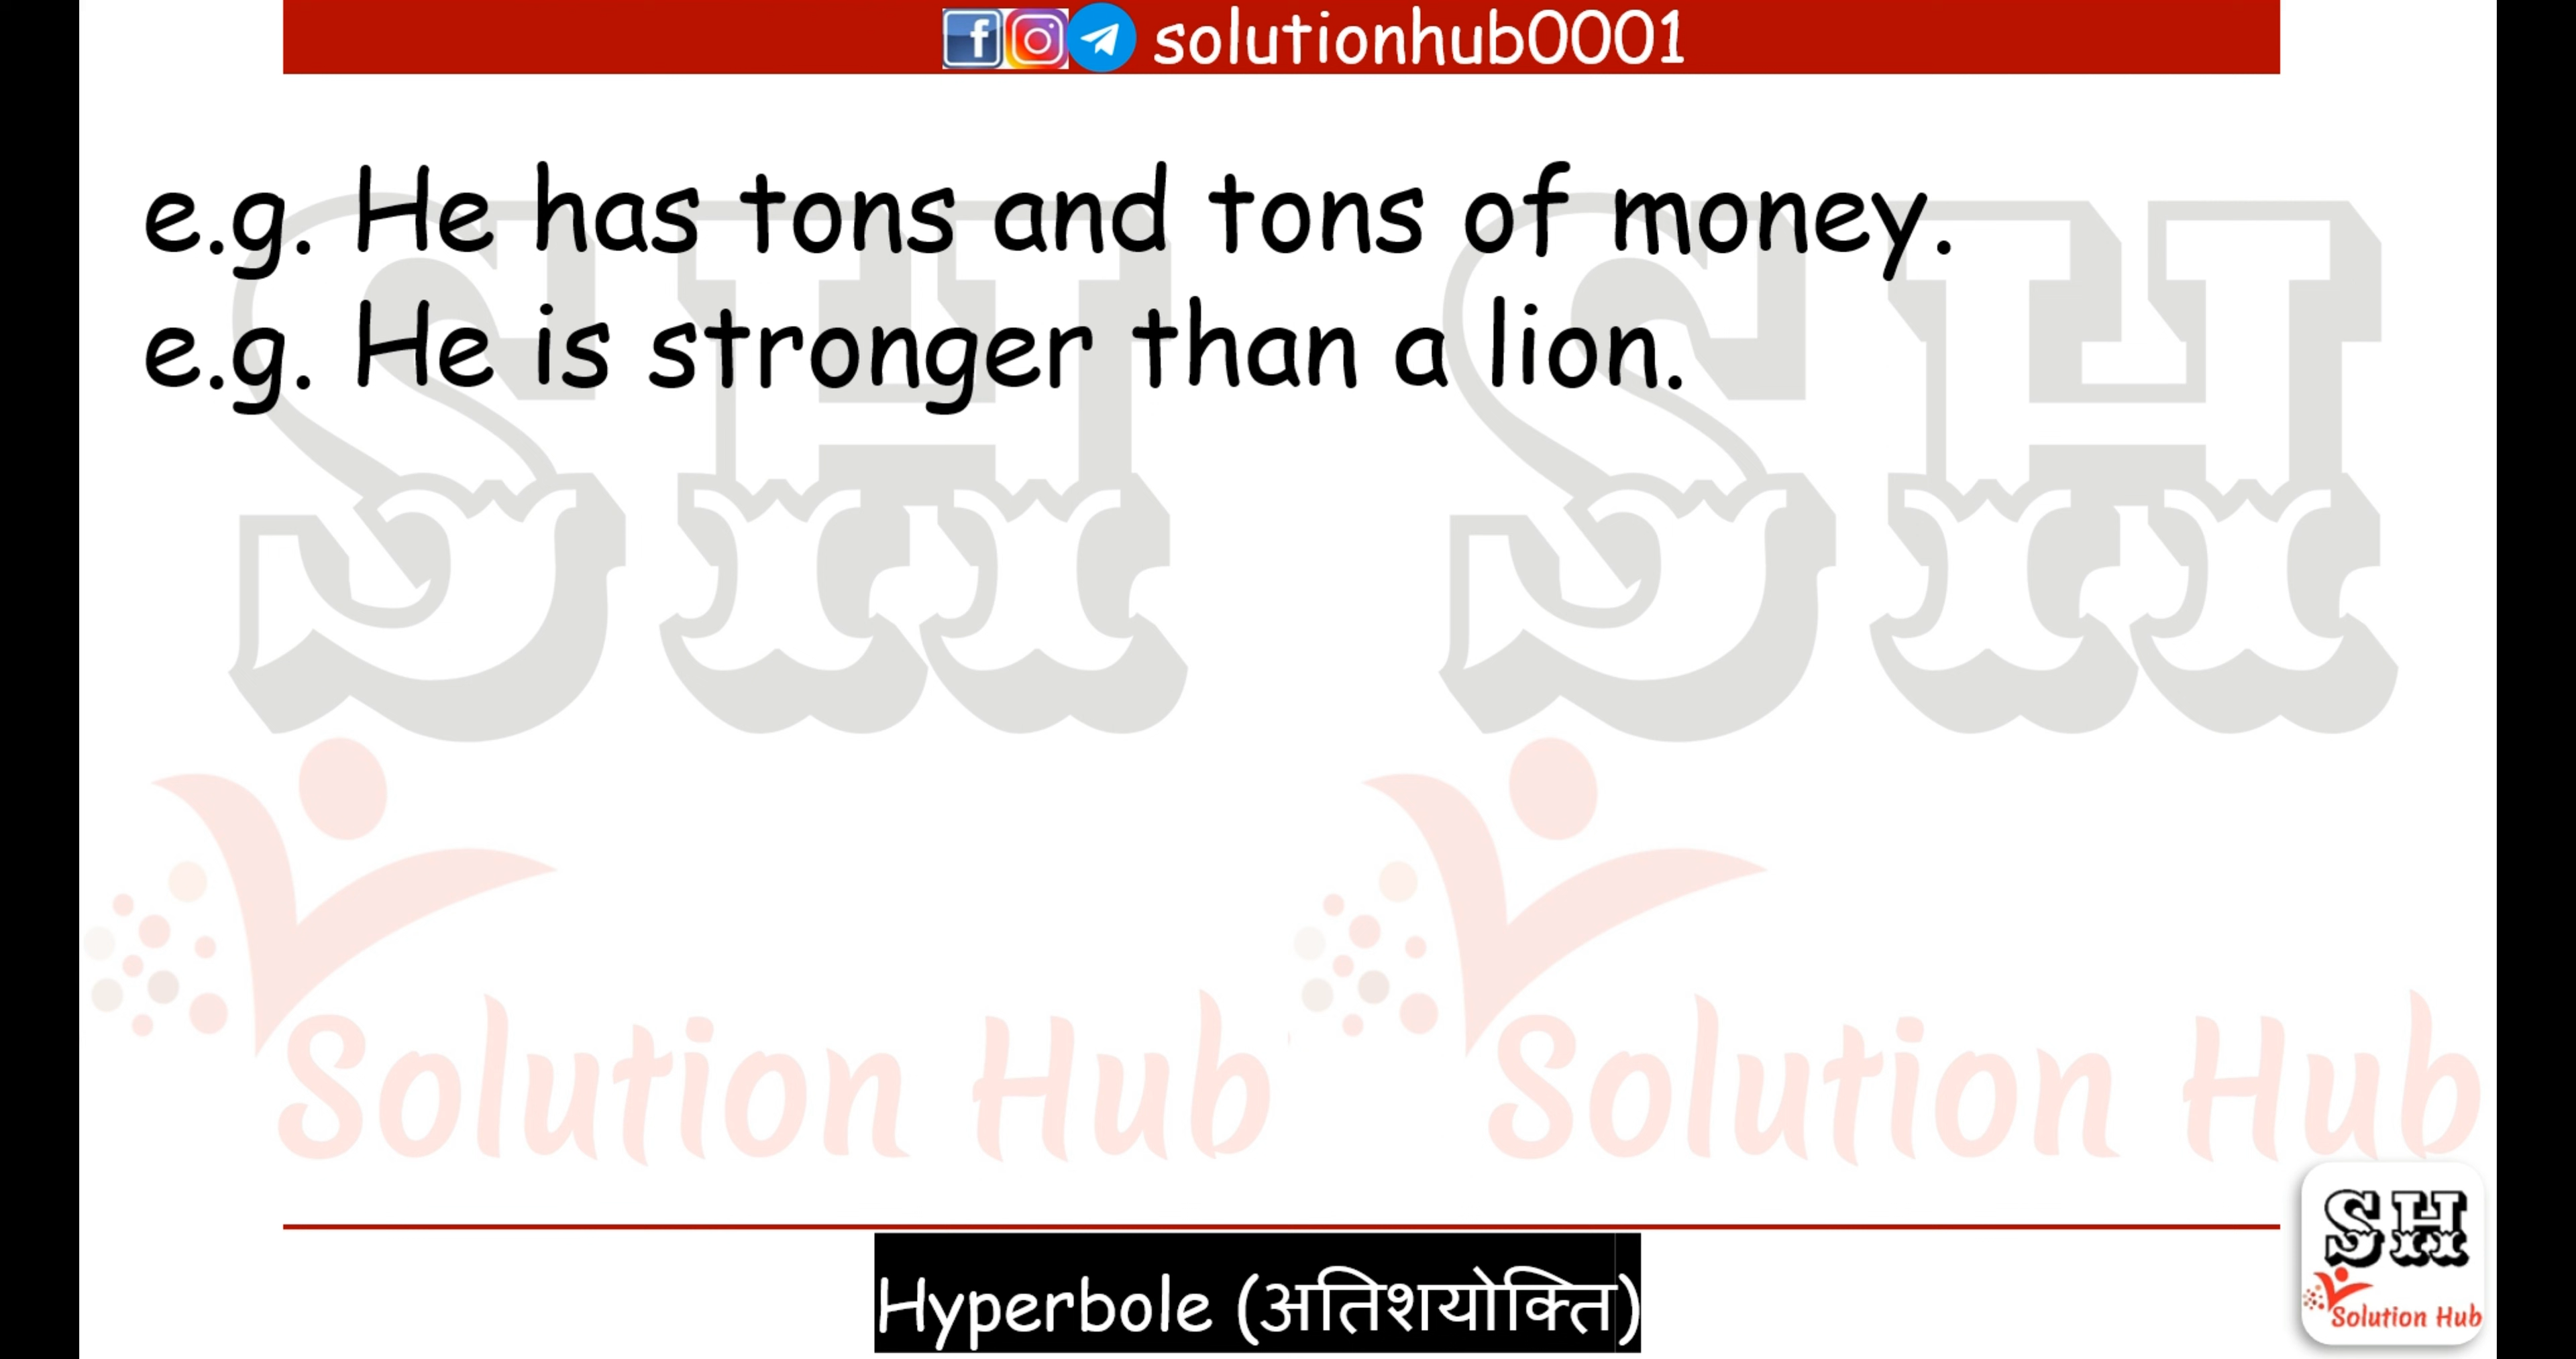 solutionhub0001
e.g. He has tons and tons of money.
e.g. He is stronger than a lion.
SH SH
Solution Hub Solution Hub
Hyperbole (अतिशयोक्ति)
SH
Solution Hub